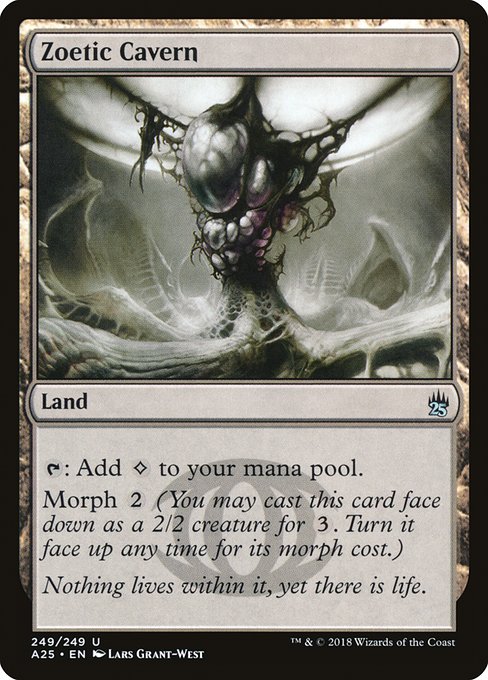 Zoetic Cavern
Land
25
: Add to your mana pool.
Morph 2 (You may cast this card face
down as a 2/2 creature for 3. Turn it
face up any time for its morph cost.)
Nothing lives within it, yet there is life.
249/249 U
A25 • EN Lars Grant-West
™ & © 2018 Wizards of the Coast